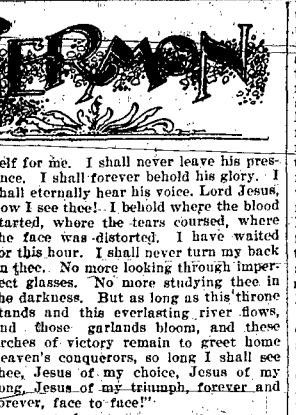 SERMON
elf for me. I shall never leave his pres-
nce. I shall forever behold his glory. I
hall eternally hear his voice. Lord Jesus,
ow I see thee! I behold where the blood
tarted, where the tears coursed, where
he face was distorted. I have waited
or this hour. I shall never turn my back
n thee. No more looking through imper-
ect glasses. No more studying thee in
he darkness. But as long as this throne
tands and this everlasting river flows,
nd those garlands bloom, and these
rches of victory remain to greet home
eaven's conquerors, so long I shall see
hee, Jesus of my choice, Jesus of my
ong, Jesus of my triumph, forever and
orever, face to face!"